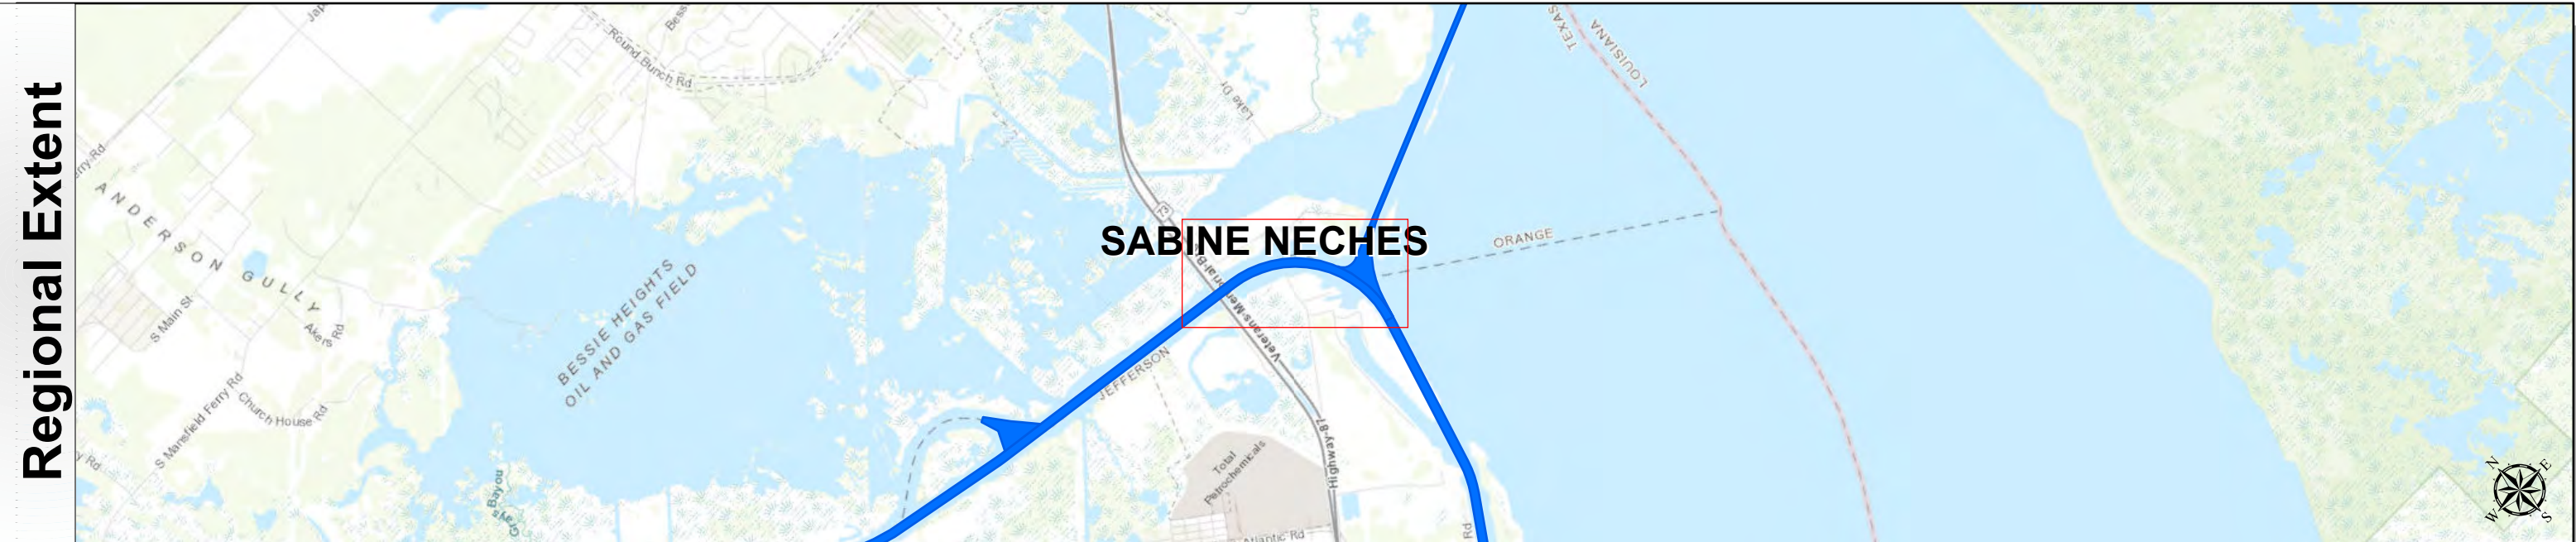 Regional Extent
Round Bunch Rd
Lake Dr
TEXAS
LOUISIANA
ANDERSON GULLY
73
SABINE NECHES
ORANGE
BESSIE HEIGHTS
OIL AND GAS FIELD
S Main St
Akers Rd
JEFFERSON
S Mansfield Ferry Rd
Church House Rd
Highway-87
Total
Petrochemicals
Grays Bayou
Atlantic Rd
Rd
N
E
W
S